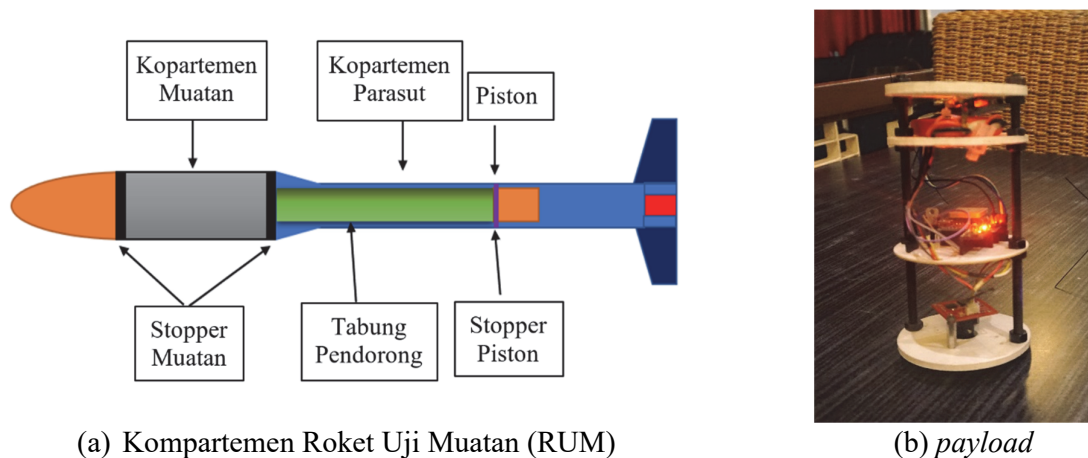 Kopartemen
Muatan
Kopartemen
Parasut
Piston
Stopper
Muatan
Tabung
Pendorong
Stopper
Piston
(a) Kompartemen Roket Uji Muatan (RUM)
(b) payload